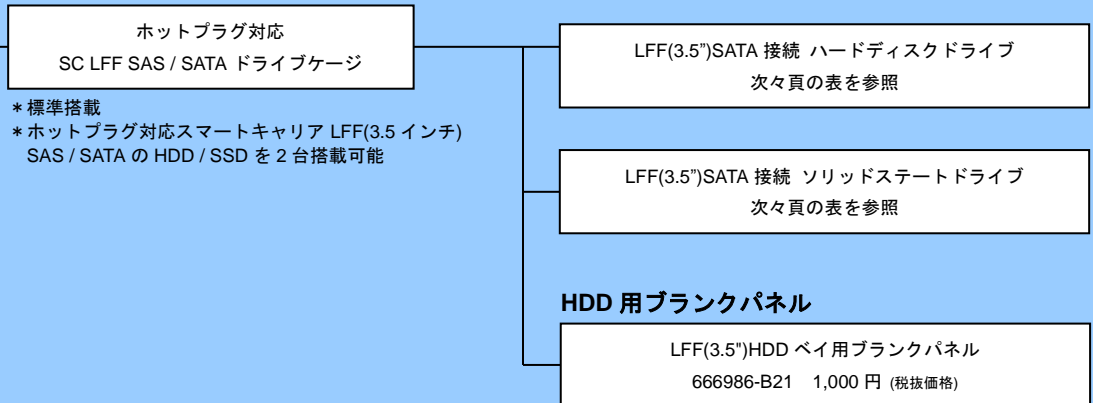 ホットプラグ対応
SC LFF SAS / SATA ドライブケージ
＊標準搭載
＊ホットプラグ対応スマートキャリア LFF(3.5 インチ)
SAS / SATA の HDD / SSD を 2 台搭載可能
LFF(3.5”)SATA 接続 ハードディスクドライブ
次々頁の表を参照
LFF(3.5”)SATA 接続 ソリッドステートドライブ
次々頁の表を参照
HDD 用ブランクパネル
LFF(3.5")HDD ベイ用ブランクパネル
666986-B21 1,000 円 (税抜価格)